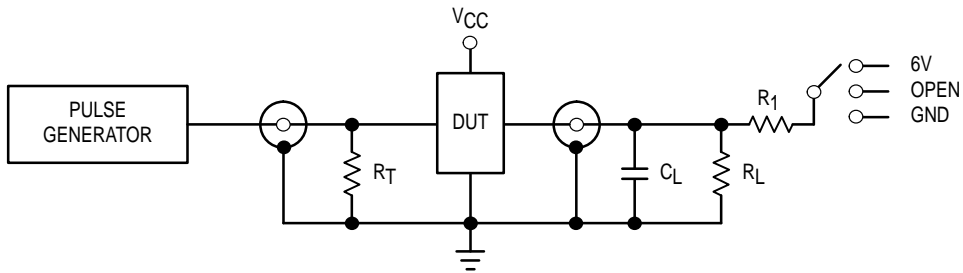 VCC
6V
OPEN
GND
R1
PULSE
GENERATOR
DUT
RT
CL
RL